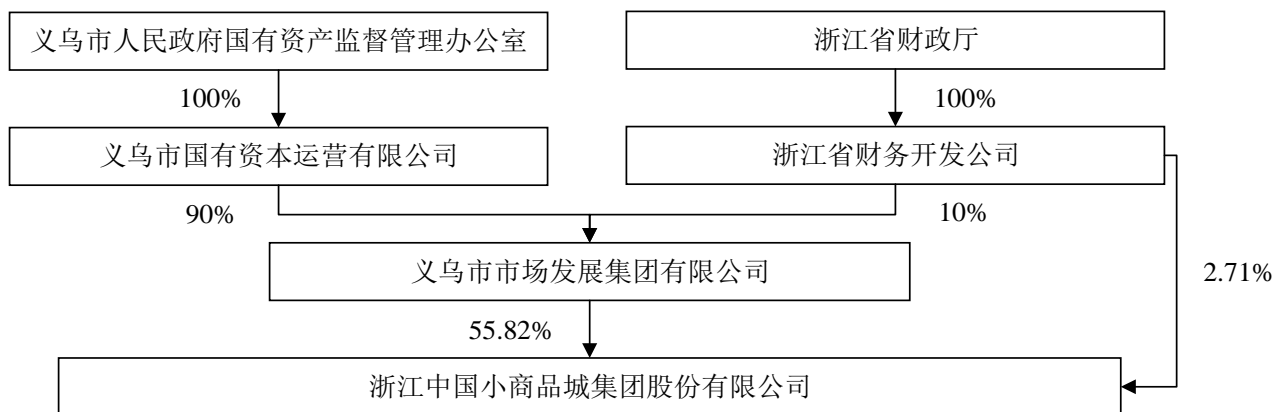 义乌市人民政府国有资产监督管理办公室
浙江省财政厅
100%
100%
义乌市国有资本运营有限公司
浙江省财务开发公司
90%
10%
义乌市市场发展集团有限公司
2.71%
55.82%
浙江中国小商品城集团股份有限公司